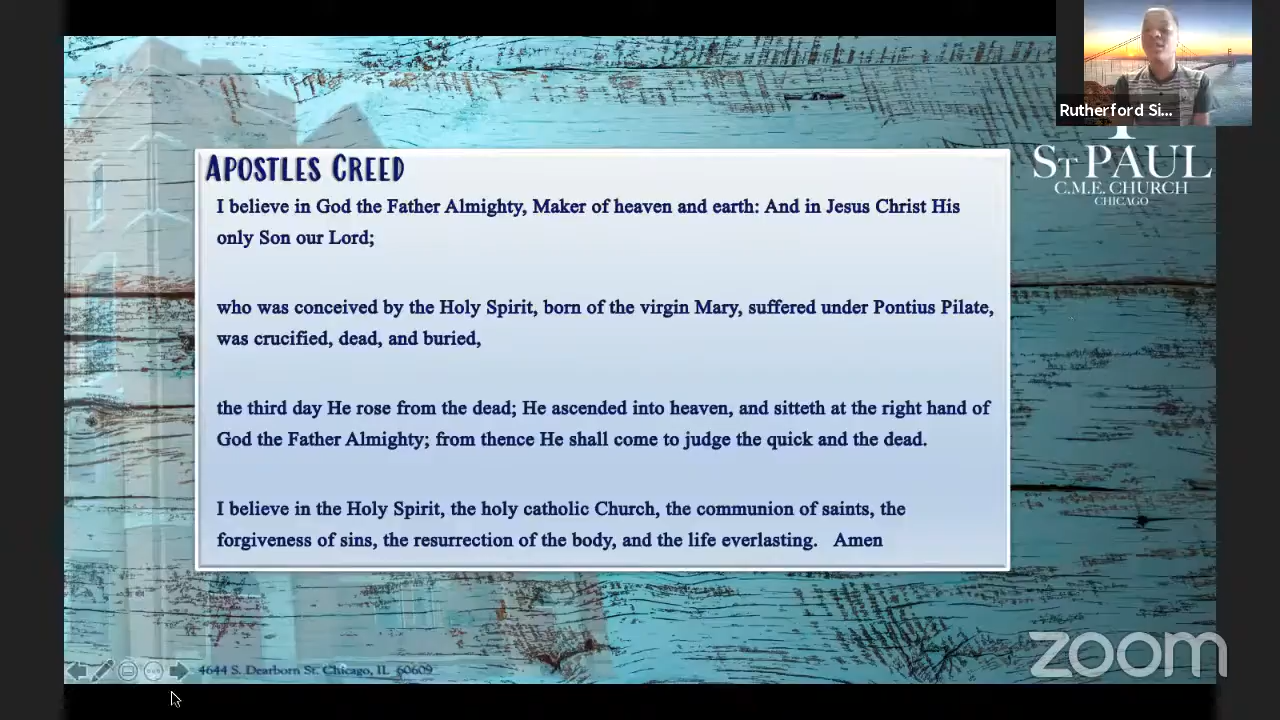 Rutherford Si...
ST PAUL
C.M.E. CHURCH
CHICAGO
APOSTLES CREED
I believe in God the Father Almighty, Maker of heaven and earth: And in Jesus Christ His
only Son our Lord;
who was conceived by the Holy Spirit, born of the virgin Mary, suffered under Pontius Pilate,
was crucified, dead, and buried,
the third day He rose from the dead; He ascended into heaven, and sitteth at the right hand of
God the Father Almighty; from thence He shall come to judge the quick and the dead.
I believe in the Holy Spirit, the holy catholic Church, the communion of saints, the
forgiveness of sins, the resurrection of the body, and the life everlasting.   Amen
4644 S. Dearborn St. Chicago, IL 60609
zoom